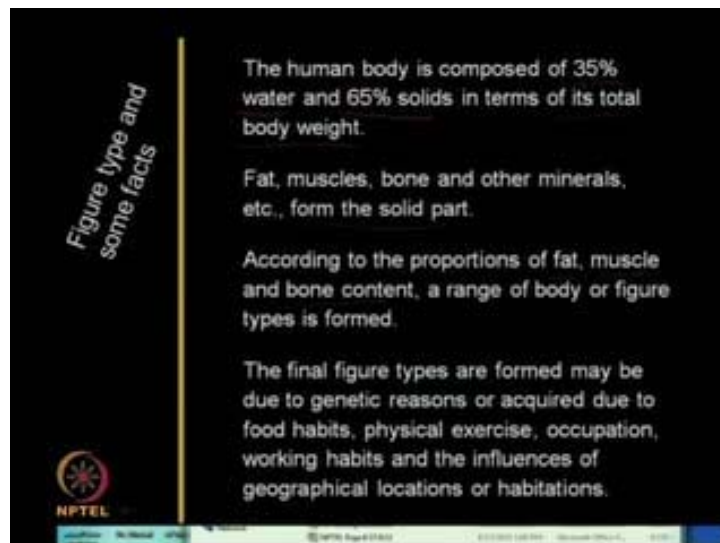 Figure type and
some facts
The human body is composed of 35%
water and 65% solids in terms of its total
body weight.
Fat, muscles, bone and other minerals,
etc., form the solid part.
According to the proportions of fat, muscle
and bone content, a range of body or figure
types is formed.
The final figure types are formed may be
due to genetic reasons or acquired due to
food habits, physical exercise, occupation,
working habits and the influences of
geographical locations or habitations.
NPTEL